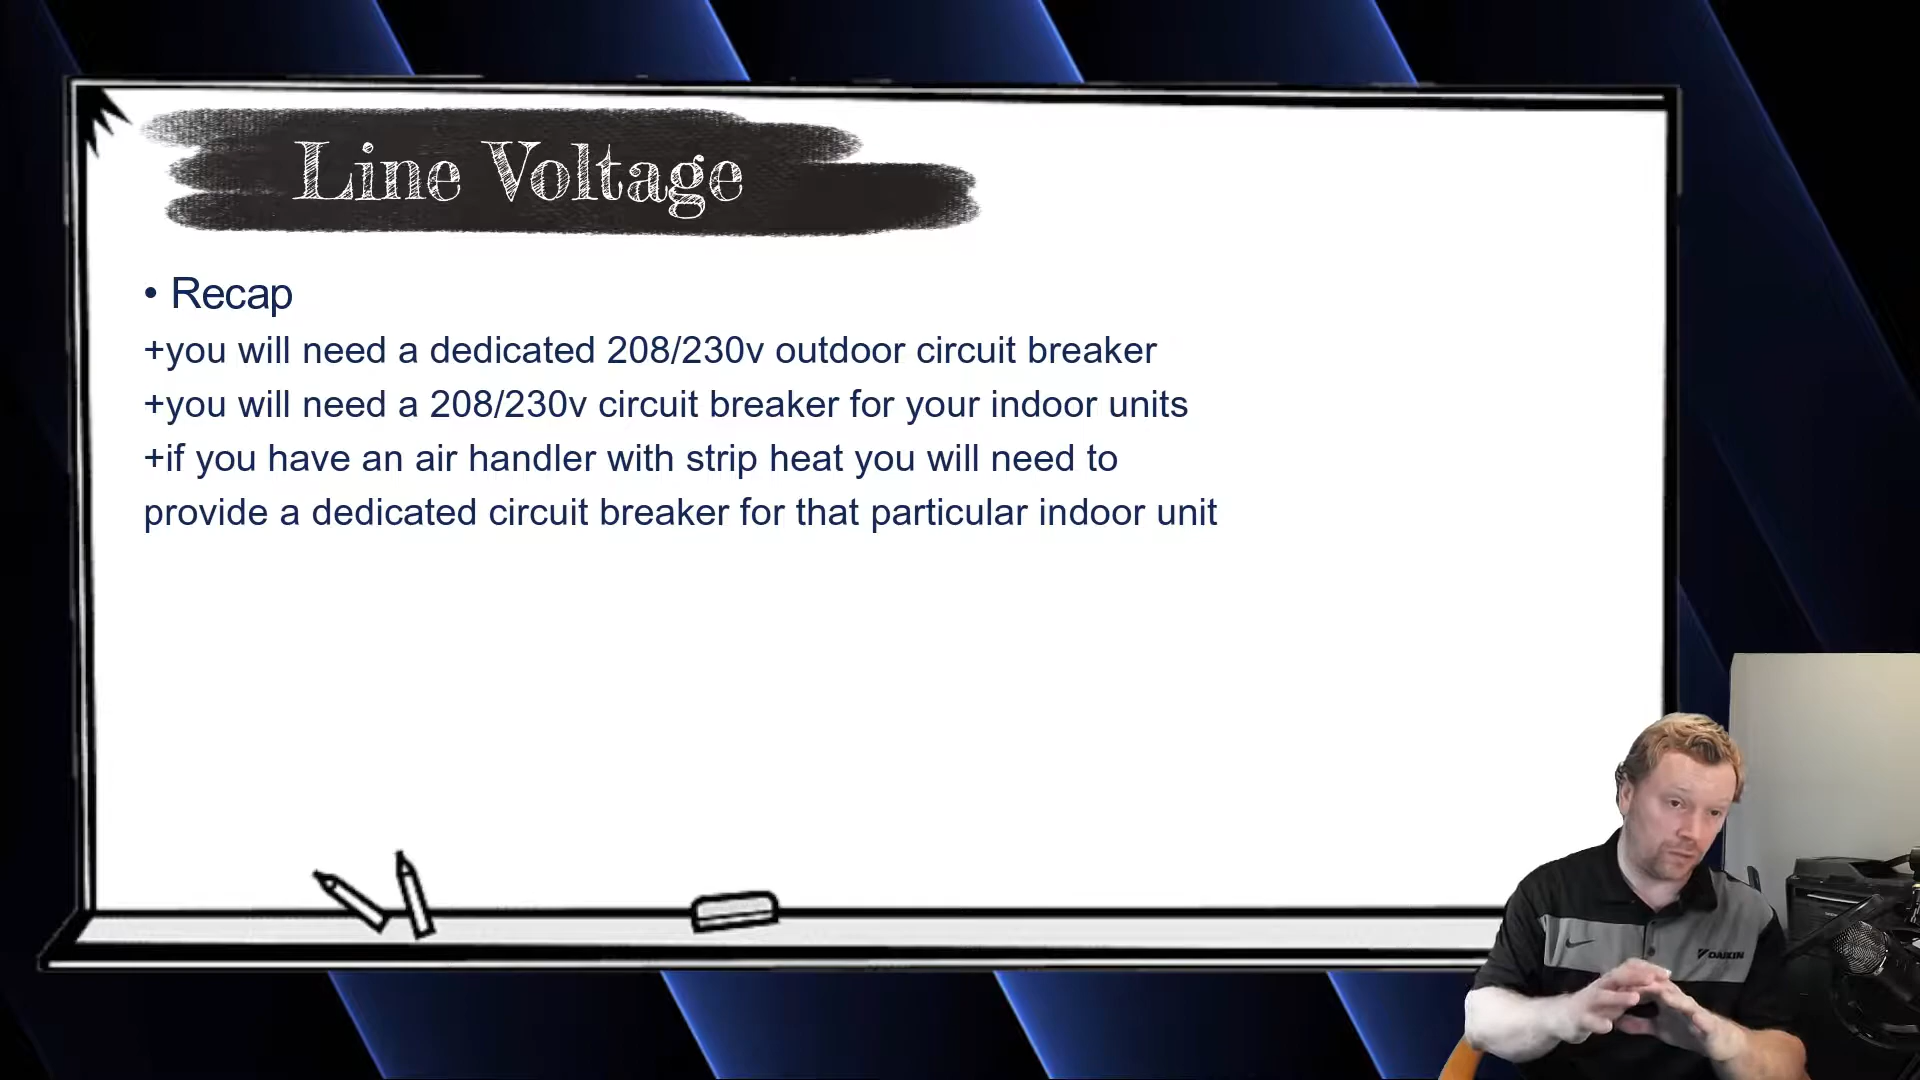 Line Voltage
• Recap
+you will need a dedicated 208/230v outdoor circuit breaker
+you will need a 208/230v circuit breaker for your indoor units
+if you have an air handler with strip heat you will need to
provide a dedicated circuit breaker for that particular indoor unit
DAIKIN